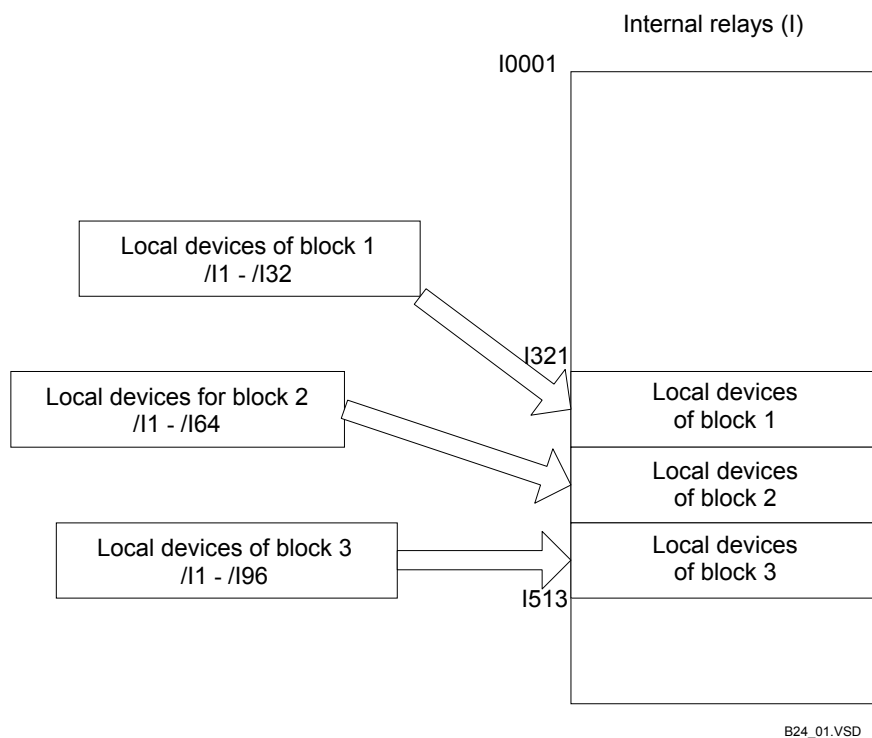 Internal relays (I)
I0001
Local devices of block 1
/I1 - /I32
I321
Local devices for block 2
/I1 - /I64
Local devices
of block 1
Local devices
of block 2
Local devices of block 3
/I1 - /I96
Local devices
of block 3
I513
B24_01.VSD